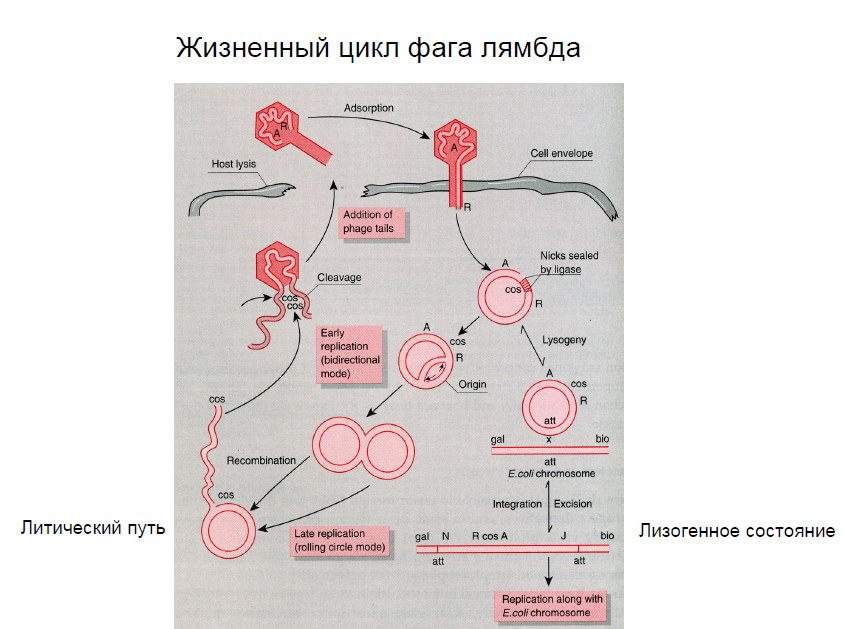 Жизненный цикл фага лямбда
Adsorption
R
A
A
Cell envelope
Host lysis
R
Addition of
phage tails
A
Nicks sealed
by ligase
cos
R
Cleavage
cos
cos
Early
replication
(bidirectional
mode)
A
cos
R
Origin
Lysogeny
A
cos
R
att
gal
x
bio
att
E.coli chromosome
cos
Recombination
cos
Integration
Excision
Литический путь
Лизогенное состояние
Late replication
(rolling circle mode)
gal N R cos A J bio
att
att
Replication along with
E.coli chromosome